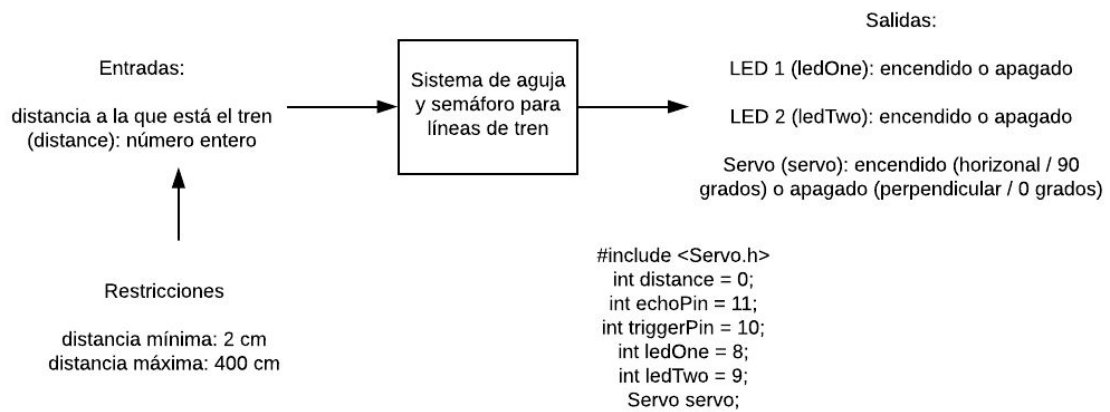 Entradas:
distancia a la que está el tren
(distance): número entero
Restricciones
distancia mínima: 2 cm
distancia máxima: 400 cm
Sistema de aguja
y semáforo para
líneas de tren
Salidas:
LED 1 (ledOne): encendido o apagado
LED 2 (ledTwo): encendido o apagado
Servo (servo): encendido (horizonal / 90
grados) o apagado (perpendicular / 0 grados)
#include <Servo.h>
int distance = 0;
int echoPin = 11;
int triggerPin = 10;
int ledOne = 8;
int ledTwo = 9;
Servo servo;